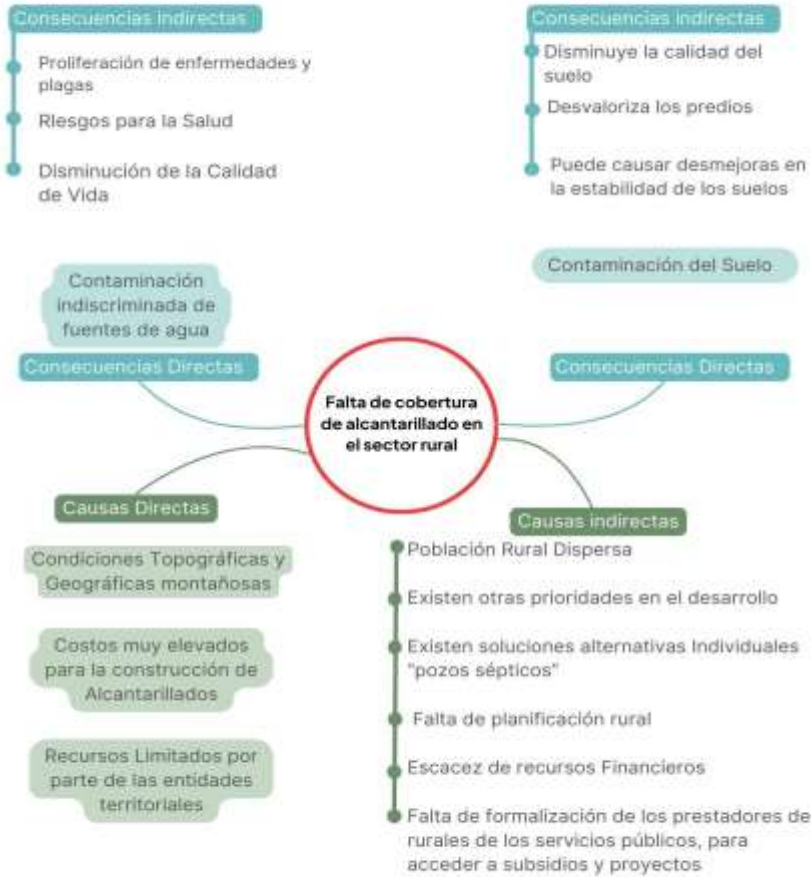 Consecuencias indirectas
Proliferación de enfermedades y
plagas
RIesgos para la Salud
Disminución de la Calidad
de Vida
Consecuencias indirectas
Disminuye la calidad del
suelo
Desvaloriza los predios
Puede causar desmejoras en
la estabilidad de los suelos
Contaminación
indiscriminada de
fuentes de agua
Consecuencias Directas
Contaminación del Suelo
Consecuencias Directas
Falta de cobertura
de alcantarillado en
el sector rural
Causas Directas
Condiciones Topográficas y
Geográficas montañosas
Costos muy elevados
para la construcción de
Alcantarillados
Recursos Limitados por
parte de las entidades
territoriales
Causas indirectas
Población Rural Dispersa
Existen otras prioridades en el desarrollo
Existen soluciones alternativas Individuales
"pozos sépticos"
Falta de planificación rural
Escacez de recursos Financieros
Falta de formalización de los prestadores de
rurales de los servicios públicos, para
acceder a subsidios y proyectos